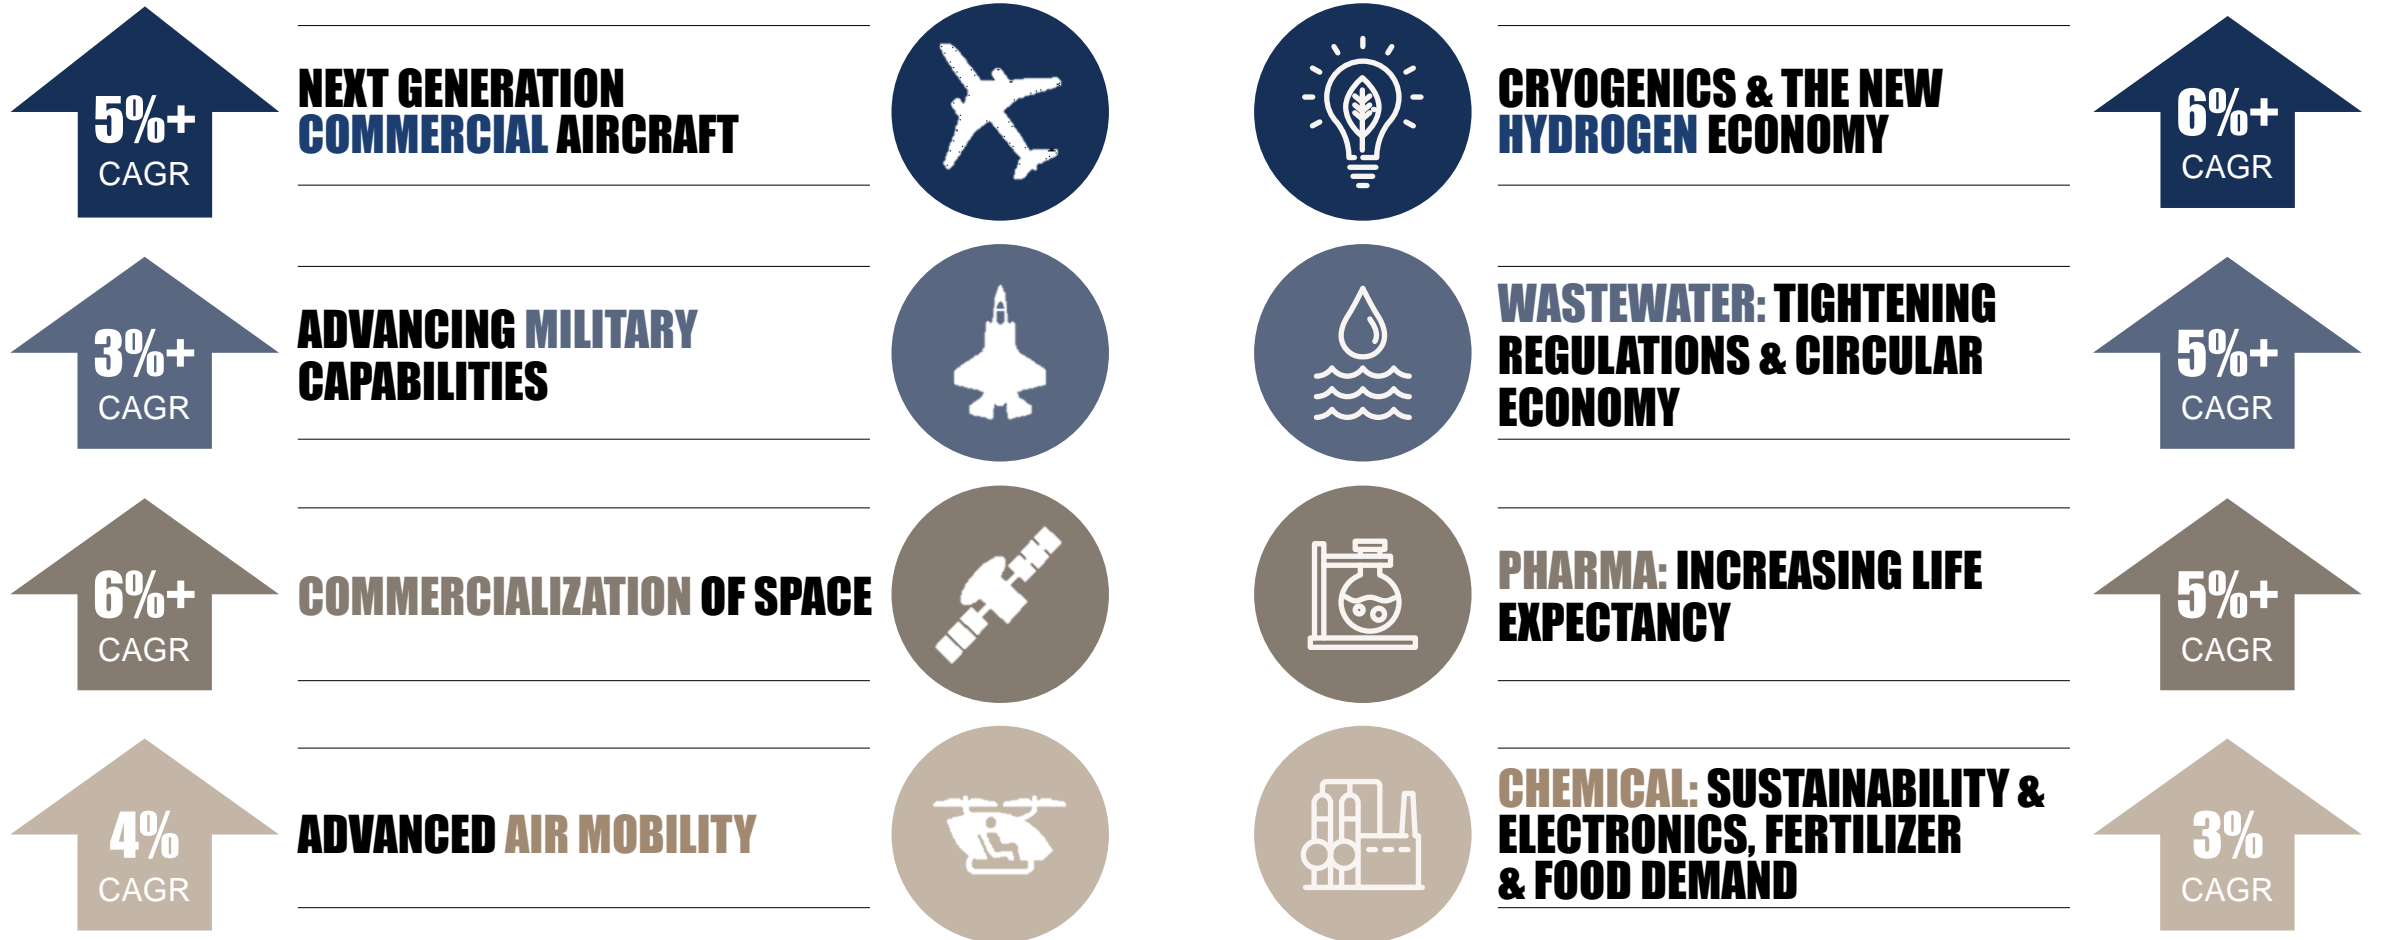 5%+
CAGR
NEXT GENERATION
COMMERCIAL AIRCRAFT
3%+
CAGR
ADVANCING MILITARY
CAPABILITIES
6%+
CAGR
COMMERCIALIZATION OF SPACE
4%
CAGR
ADVANCED AIR MOBILITY
CRYOGENICS & THE NEW
HYDROGEN ECONOMY
6%+
CAGR
WASTEWATER: TIGHTENING
REGULATIONS & CIRCULAR
ECONOMY
5%+
CAGR
PHARMA: INCREASING LIFE
EXPECTANCY
5%+
CAGR
CHEMICAL: SUSTAINABILITY &
ELECTRONICS, FERTILIZER
& FOOD DEMAND
3%
CAGR